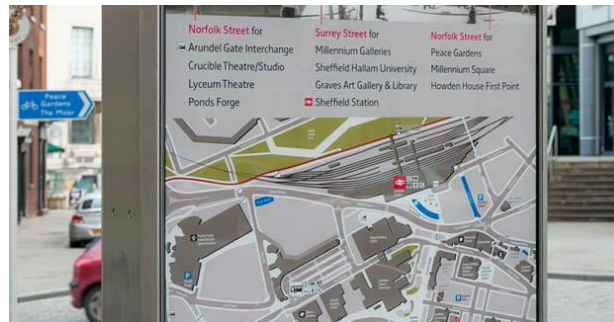 Norfolk Street for
Arundel Gate Interchange
Crucible Theatre/Studio
Lyceum Theatre
Ponds Forge
Surrey Street for
Millennium Galleries
Sheffield Hallam University
Graves Art Gallery & Library
Sheffield Station
Norfolk Street for
Peace Gardens
Millennium Square
Howden House First Point
Peace
Gardens
The Moor